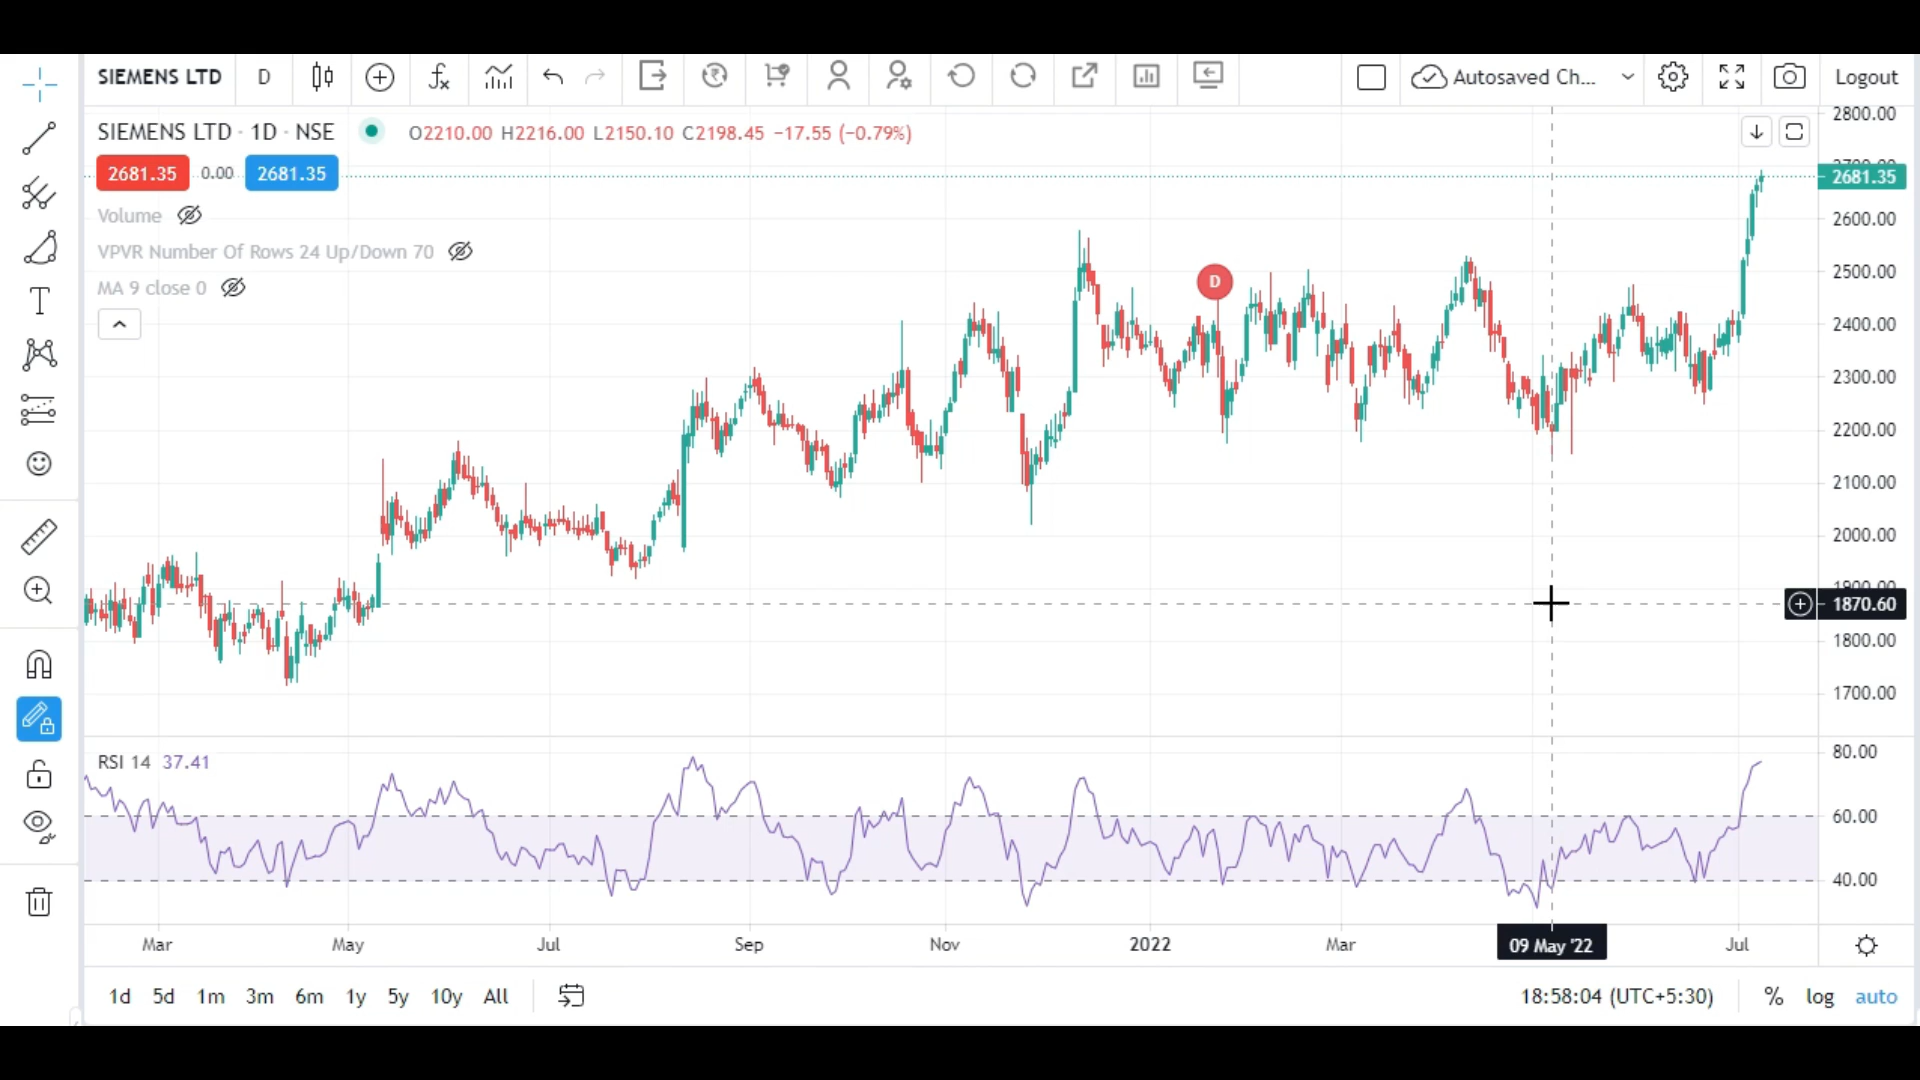 SIEMENS LTD D Autosaved Ch... Logout
SIEMENS LTD · 1D · NSE O2210.00 H2216.00 L2150.10 C2198.45 −17.55 (−0.79%)
2681.35 0.00 2681.35
Volume
VPVR Number Of Rows 24 Up/Down 70
MA 9 close 0
D
2800.00
2700.00
2681.35
2600.00
2500.00
2400.00
2300.00
2200.00
2100.00
2000.00
1900.00
1870.60
1800.00
1700.00
RSI 14 37.41
80.00
60.00
40.00
Mar May Jul Sep Nov 2022 Mar 09 May '22 Jul
1d 5d 1m 3m 6m 1y 5y 10y All 18:58:04 (UTC+5:30) % log auto